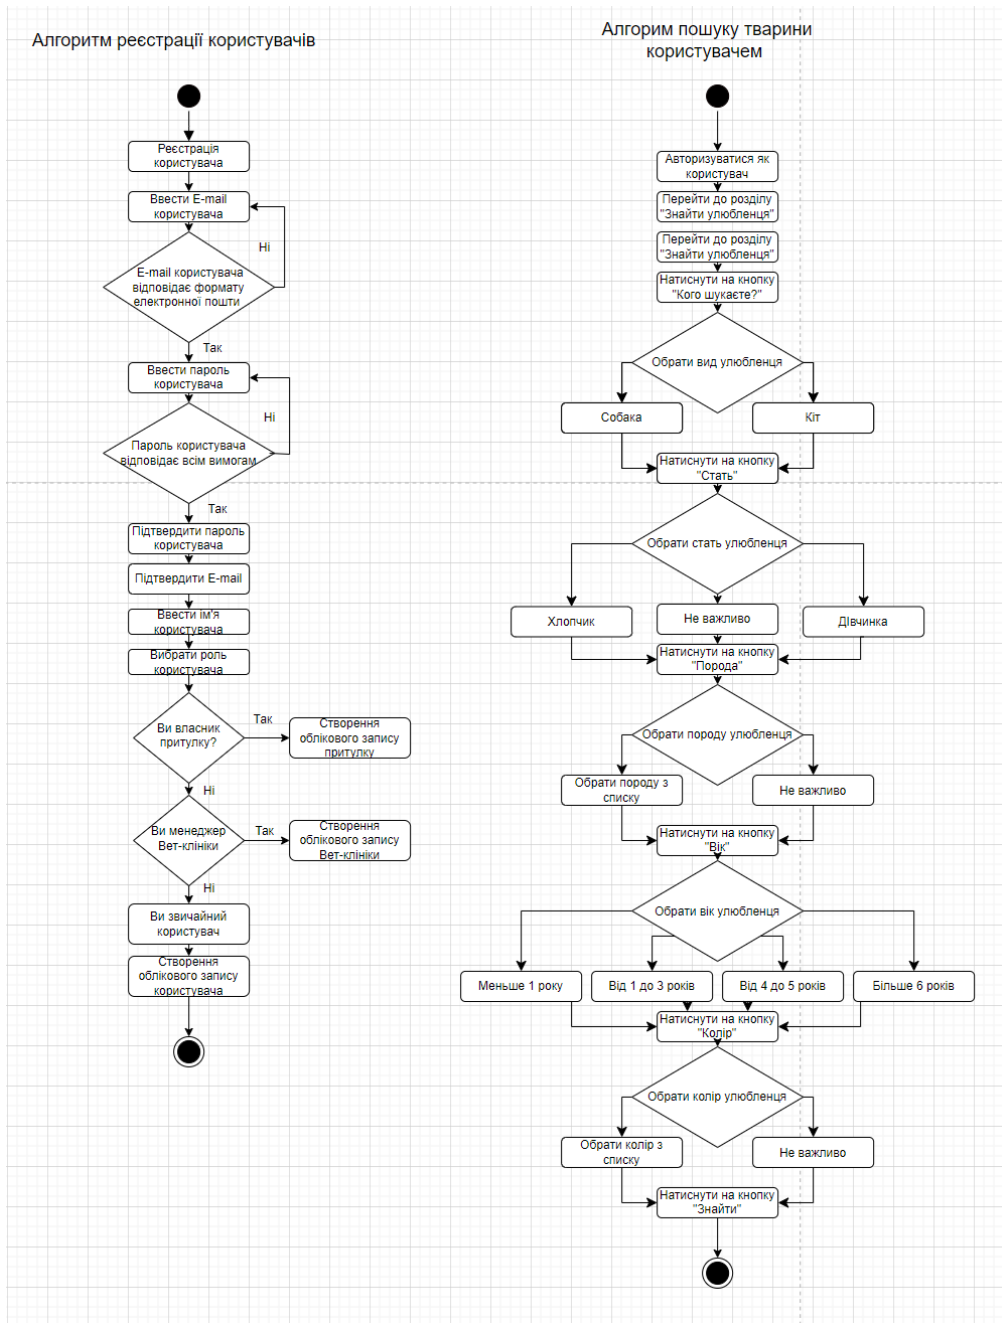 Алгоритм реєстрації користувачів
Реєстрація
користувача
Ввести E-mail
користувача
Ні
E-mail користувача
відповідає формату
електронної пошти
Так
Ввести пароль
користувача
Ні
Пароль користувача
відповідає всім вимогам
Так
Підтвердити пароль
користувача
Підтвердити E-mail
Ввести ім'я
користувача
Вибрати роль
користувача
Ви власник
притулку?
Так
Створення
облікового запису
притулку
Ні
Ви менеджер
Вет-клініки
Так
Створення
облікового запису
Вет-клініки
Ні
Ви звичайний
користувач
Створення
облікового запису
користувача
Алгорим пошуку тварини
користувачем
Авторизуватися як
користувач
Перейти до розділу
"Знайти улюбленця"
Перейти до розділу
"Знайти улюбленця"
Натиснути на кнопку
"Кого шукаєте?"
Обрати вид улюбленця
Собака
Кіт
Натиснути на кнопку
"Стать"
Обрати стать улюбленця
Хлопчик
Не важливо
Дівчинка
Натиснути на кнопку
"Порода"
Обрати породу улюбленця
Обрати породу з
списку
Не важливо
Натиснути на кнопку
"Вік"
Обрати вік улюбленця
Меньше 1 року
Від 1 до 3 років
Від 4 до 5 років
Більше 6 років
Натиснути на кнопку
"Колір"
Обрати колір улюбленця
Обрати колір з
списку
Не важливо
Натиснути на кнопку
"Знайти"